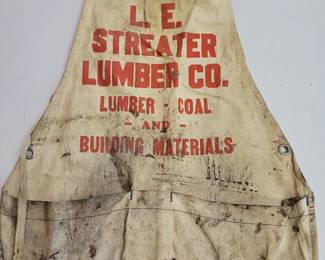 L. E.
STREATER
LUMBER CO.
LUMBER - COAL
- AND -
BUILDING MATERIALS